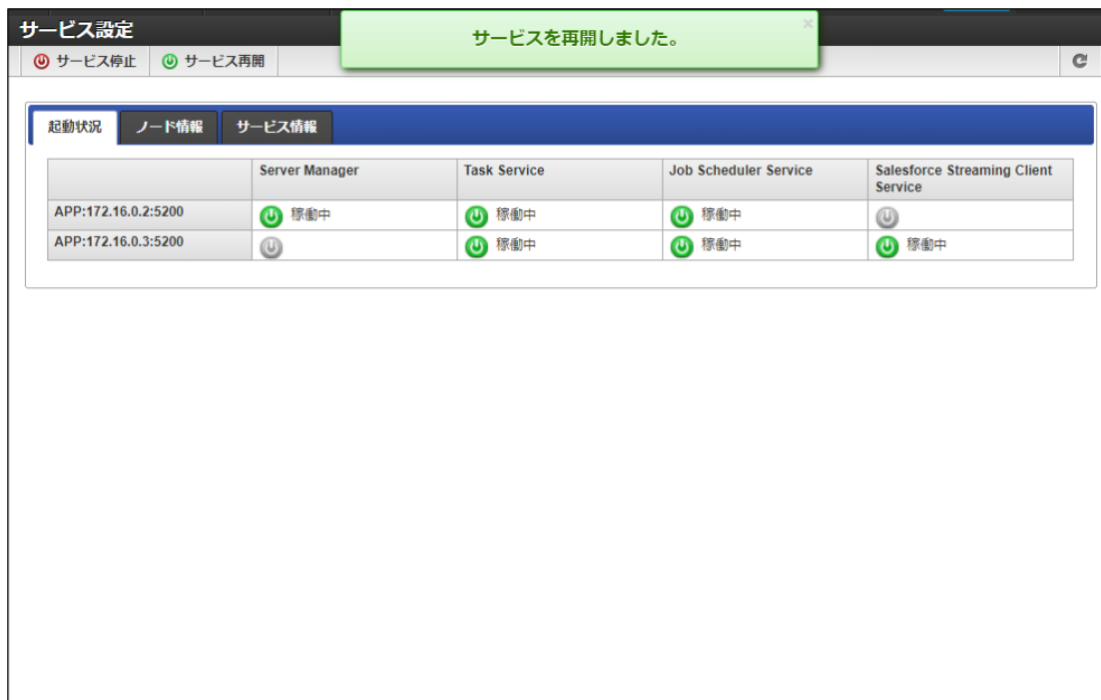 サービス設定
サービスを再開しました。
×
サービス停止 サービス再開
起動状況 ノード情報 サービス情報
Server Manager Task Service Job Scheduler Service Salesforce Streaming Client
Service
APP:172.16.0.2:5200 稼働中 稼働中 稼働中
APP:172.16.0.3:5200 稼働中 稼働中 稼働中